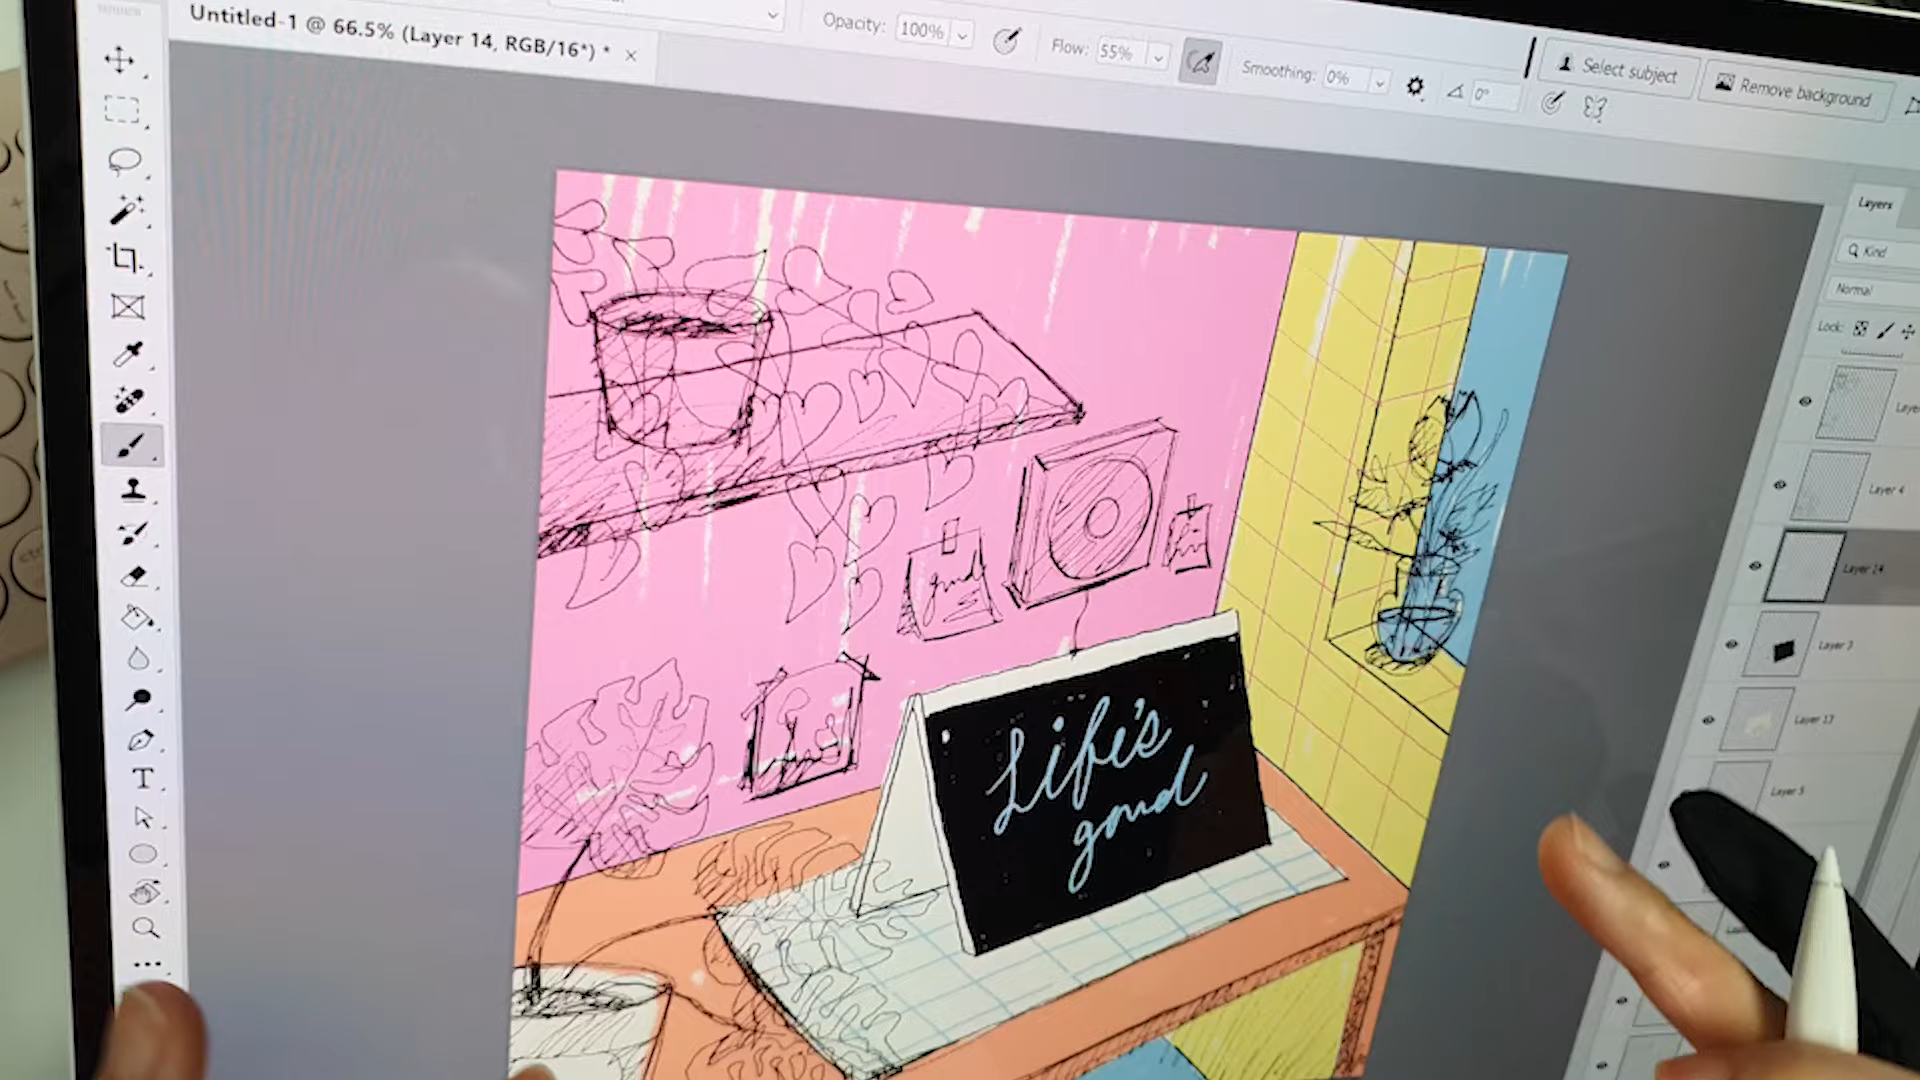 Untitled-1 @ 66.5% (Layer 14, RGB/16*) * ×
Opacity: 100%
Flow: 55%
Smoothing: 0%
0°
Select subject
Remove background
Layers
Kind
Normal
Lock:
Layer 4
Layer 14
Layer 3
Layer 13
Layer 5
good
Life's
good